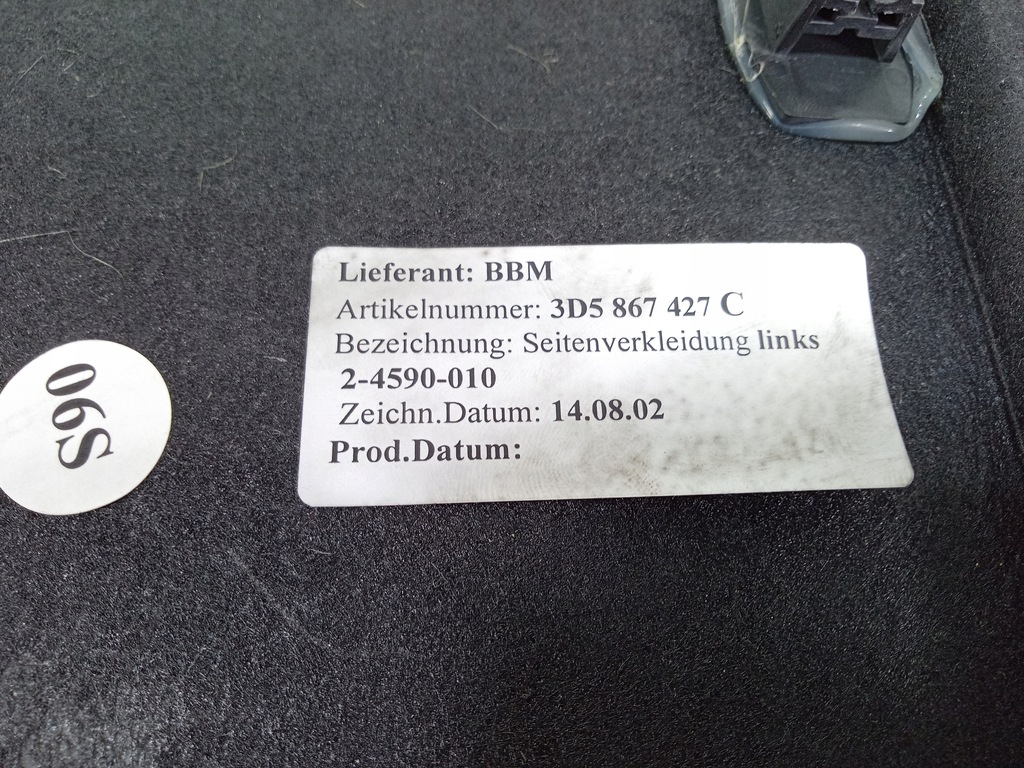 Lieferant: BBM
Artikelnummer: 3D5 867 427 C
Bezeichnung: Seitenverkleidung links
2-4590-010
Zeichn.Datum: 14.08.02
Prod.Datum:
06S